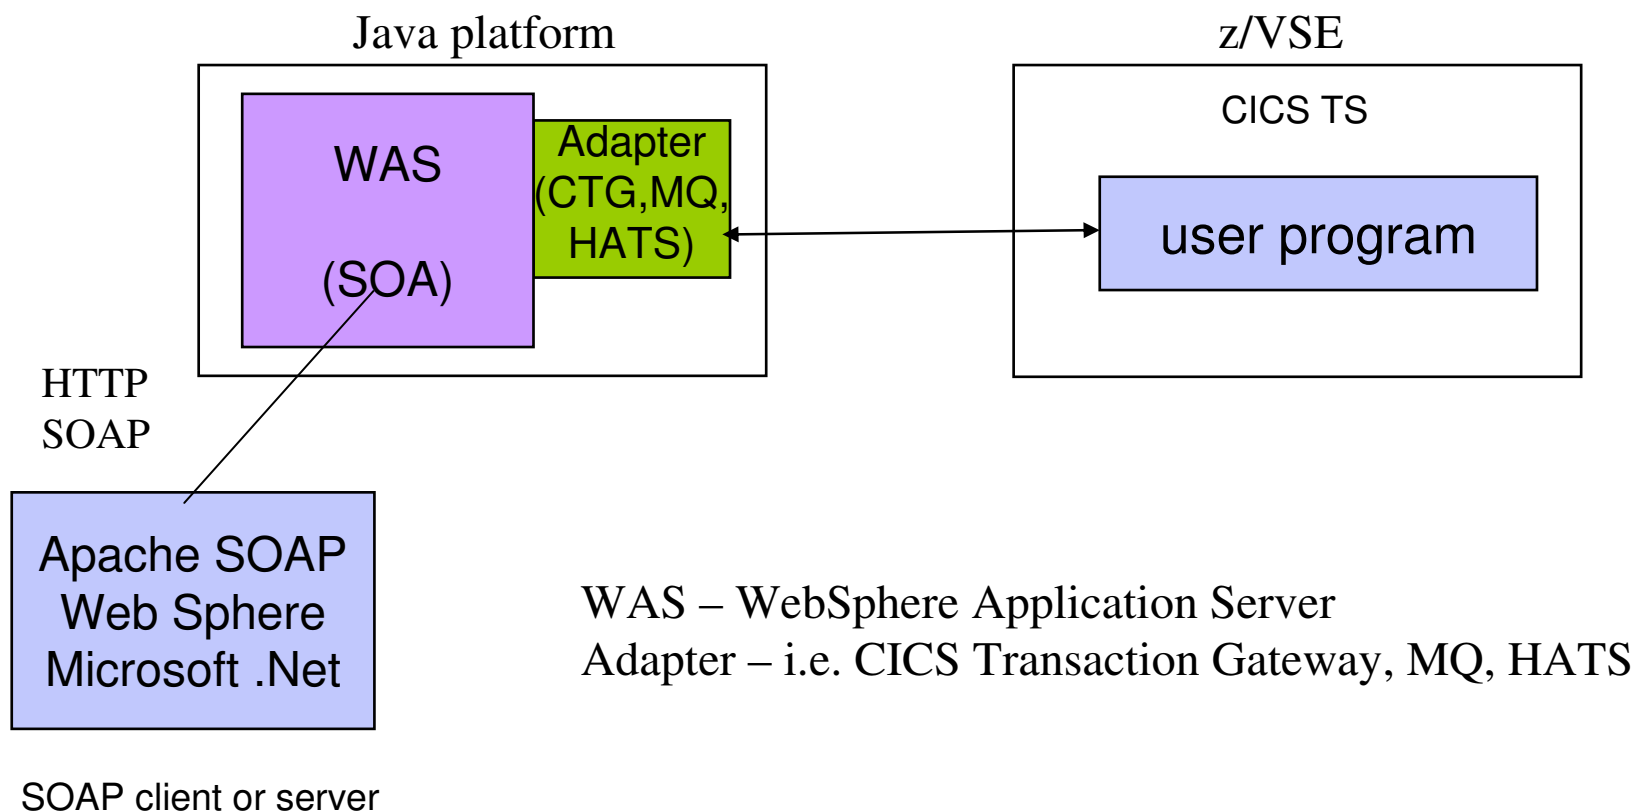 Java platform
z/VSE
WAS
(SOA)
Adapter
(CTG,MQ,
HATS)
CICS TS
user program
HTTP
SOAP
Apache SOAP
Web Sphere
Microsoft .Net
WAS – WebSphere Application Server
Adapter – i.e. CICS Transaction Gateway, MQ, HATS
SOAP client or server